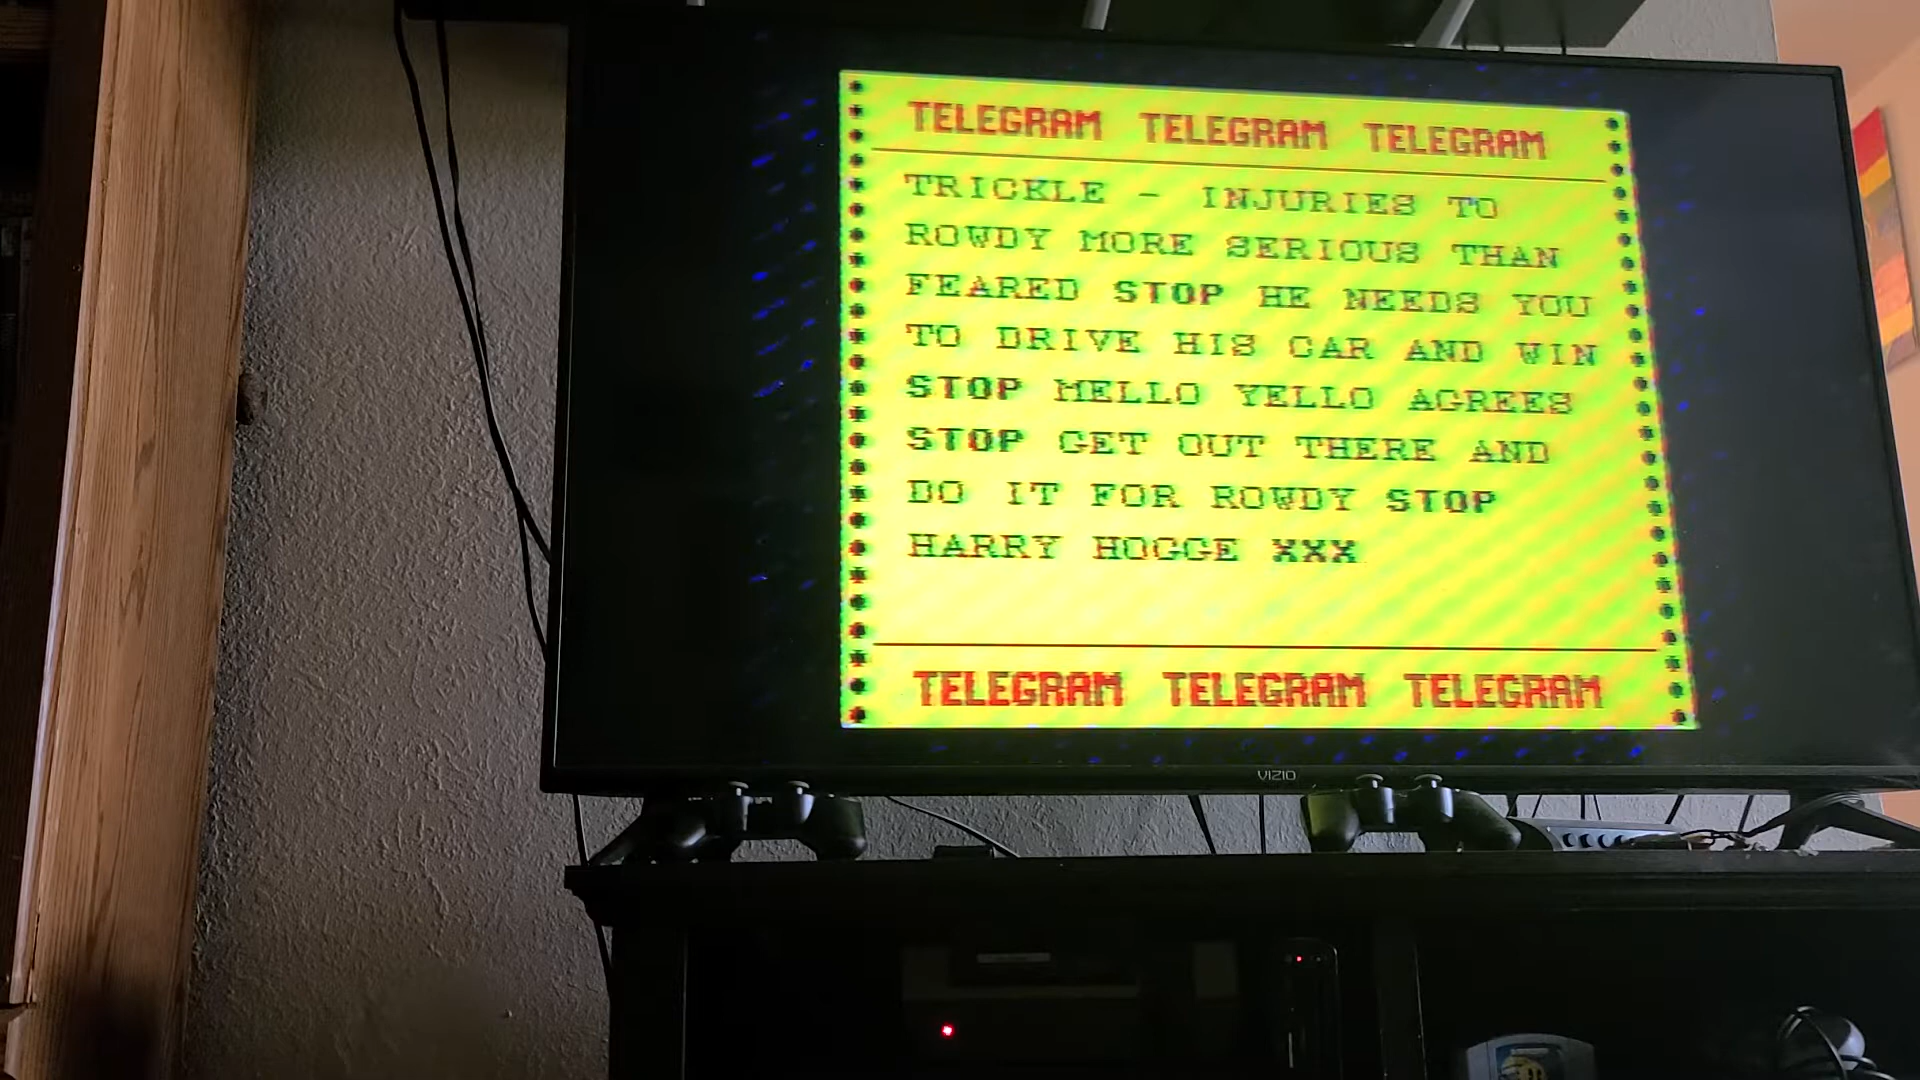 TELEGRAM TELEGRAM TELEGRAM
TRICKLE - INJURIES TO
ROWDY MORE SERIOUS THAN
FEARED STOP HE NEEDS YOU
TO DRIVE HIS CAR AND WIN
STOP MELLO YELLO AGREES
STOP GET OUT THERE AND
DO IT FOR ROWDY STOP
HARRY HOGGE XXX
TELEGRAM TELEGRAM TELEGRAM
VIZIO